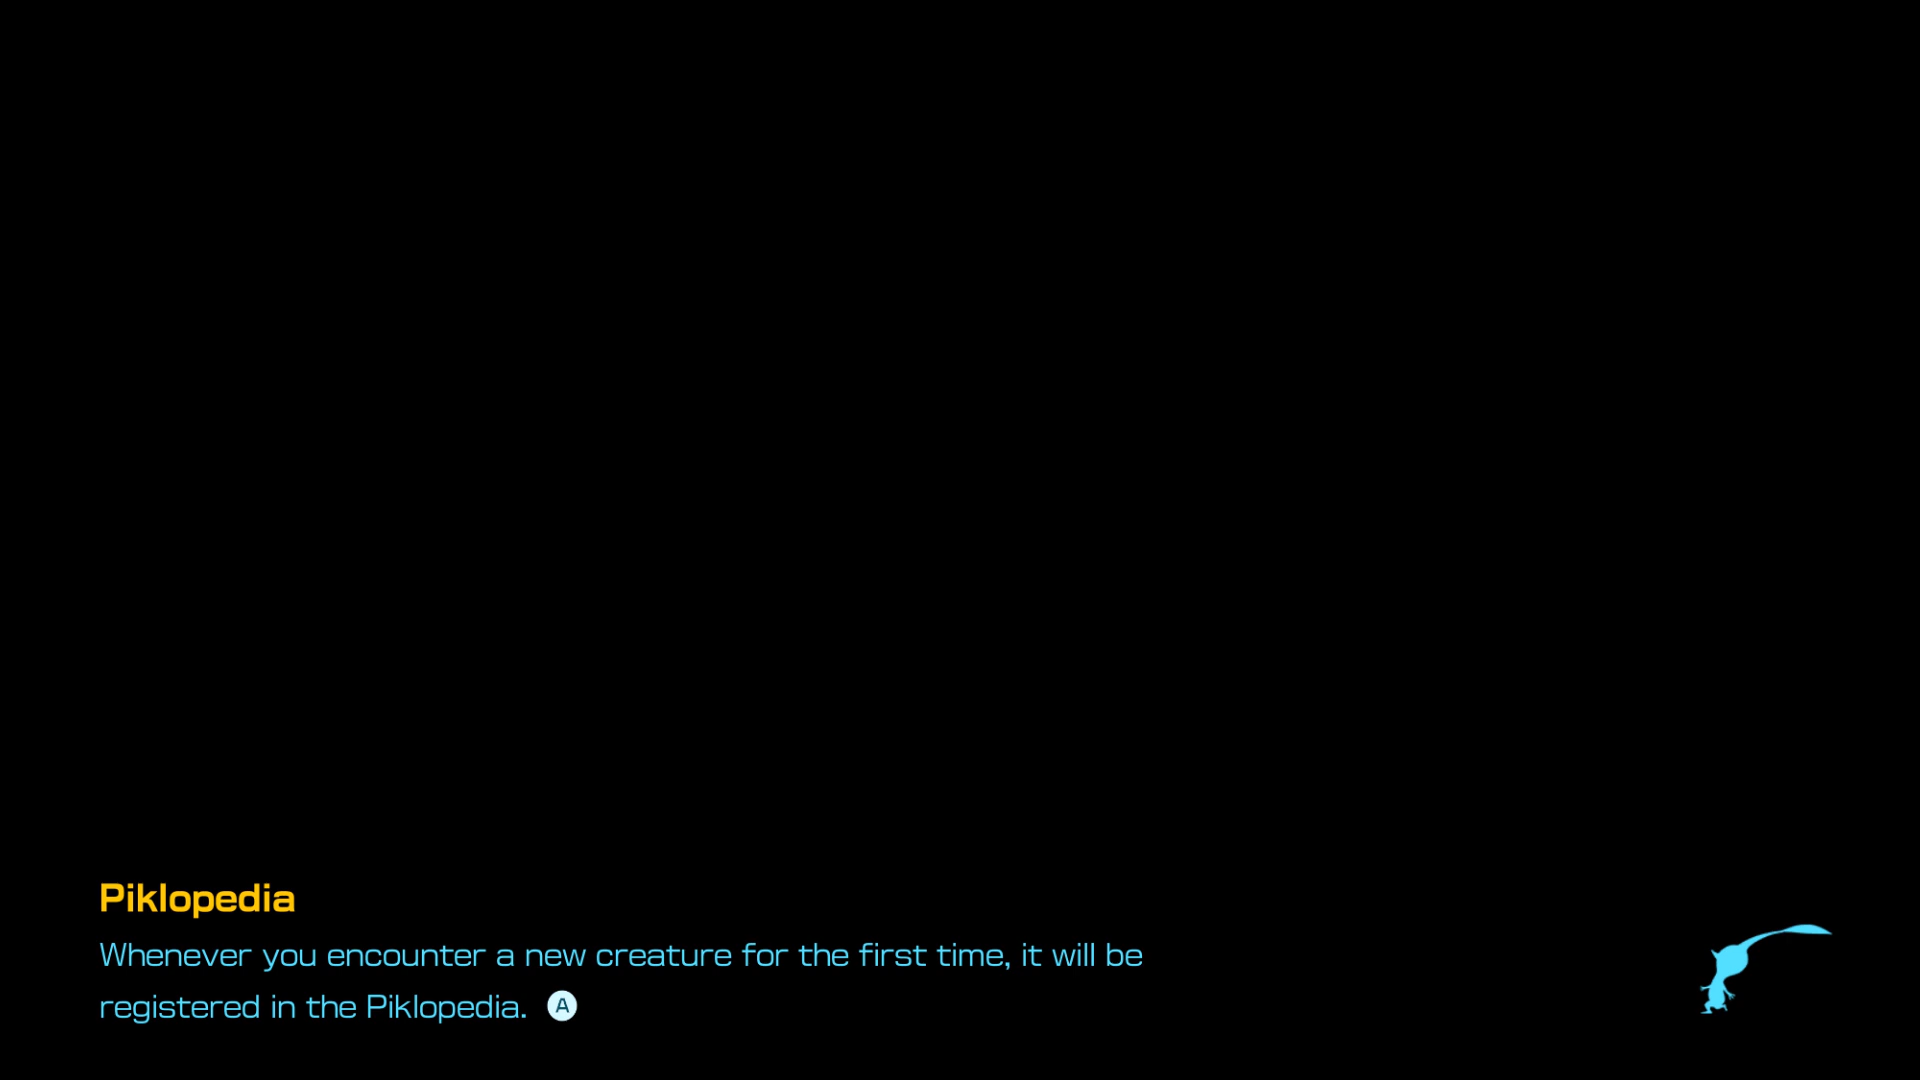 Piklopedia
Whenever you encounter a new creature for the first time, it will be
registered in the Piklopedia. A